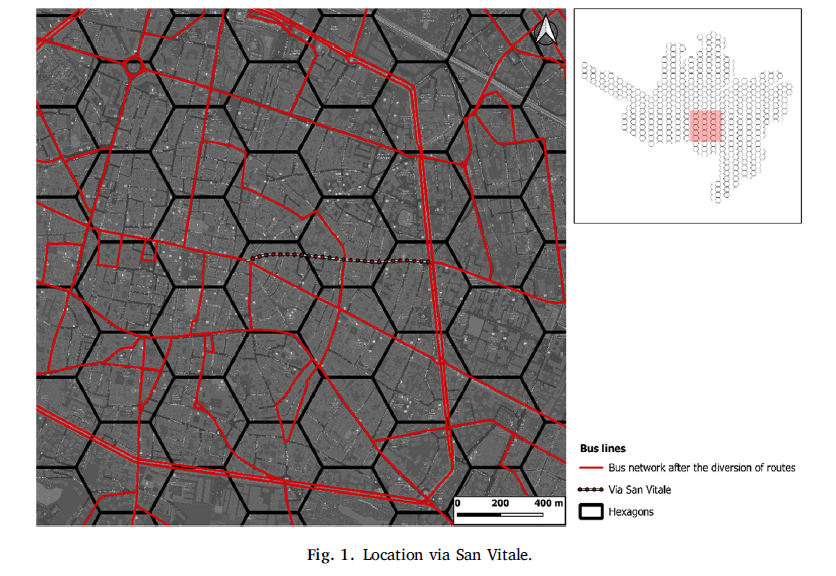 0 200 400 m
Bus lines
Bus network after the diversion of routes
Via San Vitale
Hexagons
Fig. 1. Location via San Vitale.